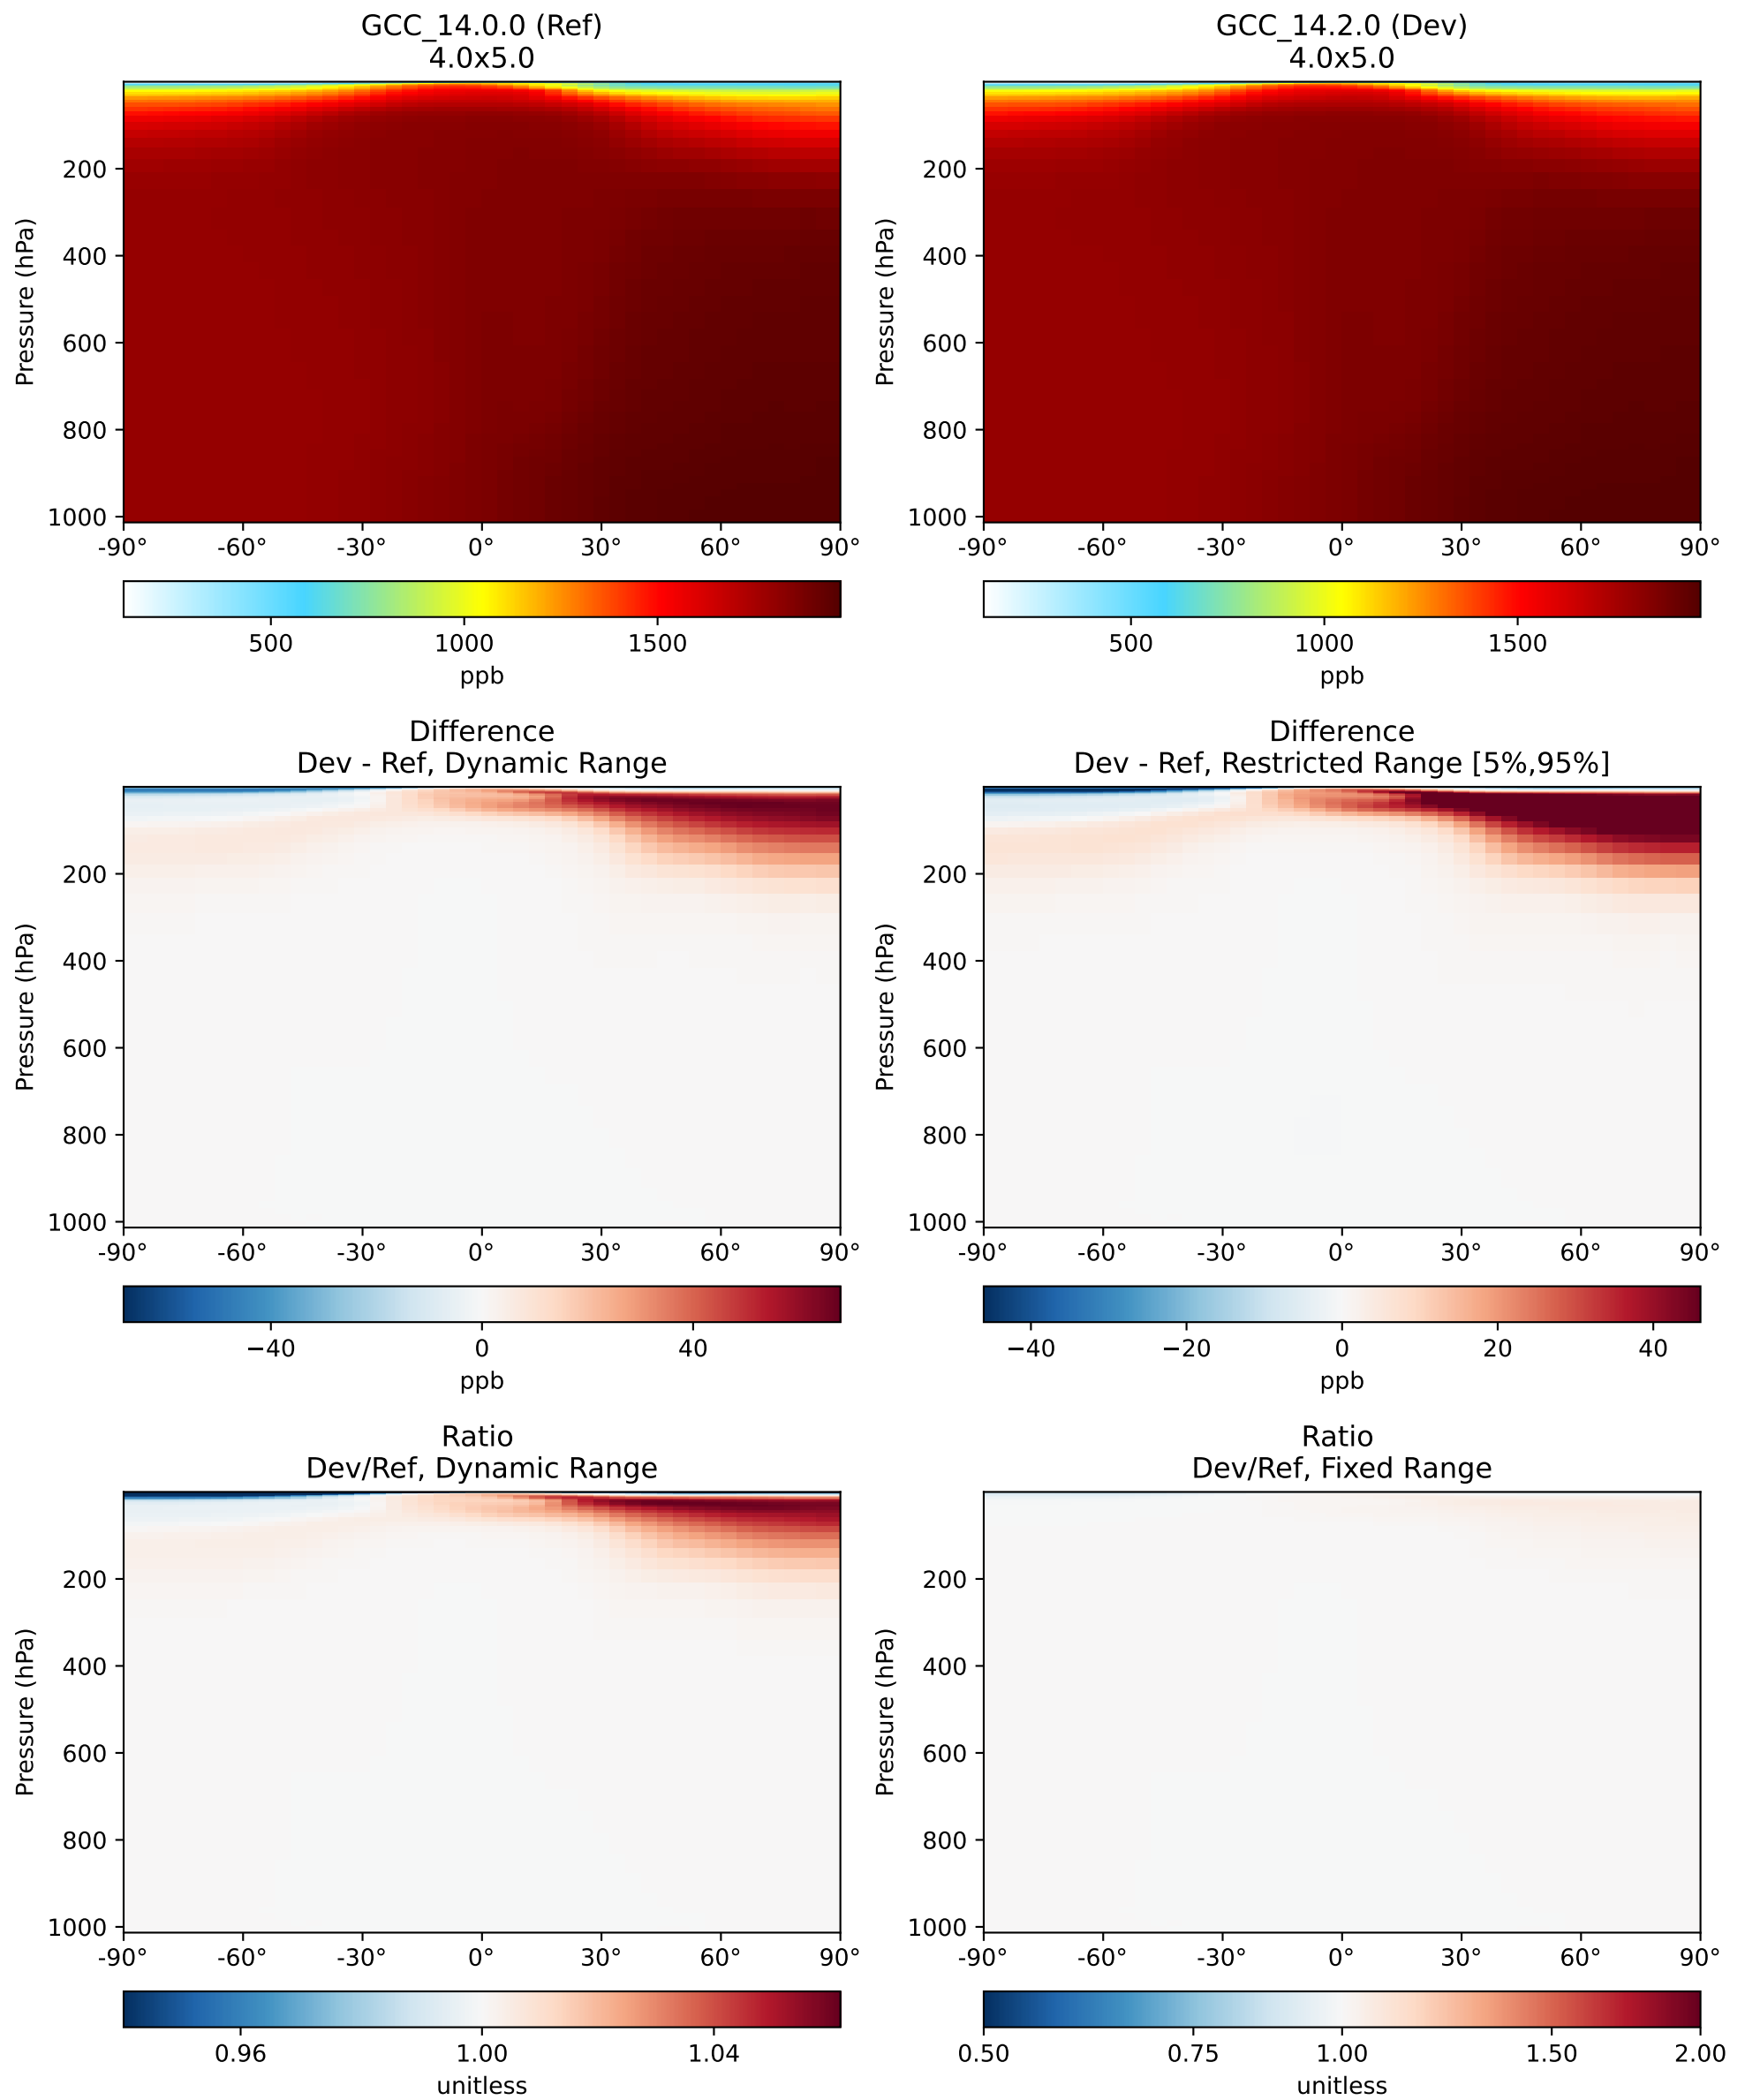 GCC_14.0.0 (Ref)
4.0x5.0
Pressure (hPa)
200
400
600
800
1000
-90° -60° -30° 0° 30° 60° 90°
500 1000 1500
ppb
GCC_14.2.0 (Dev)
4.0x5.0
Pressure (hPa)
200
400
600
800
1000
-90° -60° -30° 0° 30° 60° 90°
500 1000 1500
ppb
Difference
Dev - Ref, Dynamic Range
Pressure (hPa)
200
400
600
800
1000
-90° -60° -30° 0° 30° 60° 90°
−40 0 40
ppb
Difference
Dev - Ref, Restricted Range [5%,95%]
Pressure (hPa)
200
400
600
800
1000
-90° -60° -30° 0° 30° 60° 90°
−40 −20 0 20 40
ppb
Ratio
Dev/Ref, Dynamic Range
Pressure (hPa)
200
400
600
800
1000
-90° -60° -30° 0° 30° 60° 90°
0.96 1.00 1.04
unitless
Ratio
Dev/Ref, Fixed Range
Pressure (hPa)
200
400
600
800
1000
-90° -60° -30° 0° 30° 60° 90°
0.50 0.75 1.00 1.50 2.00
unitless